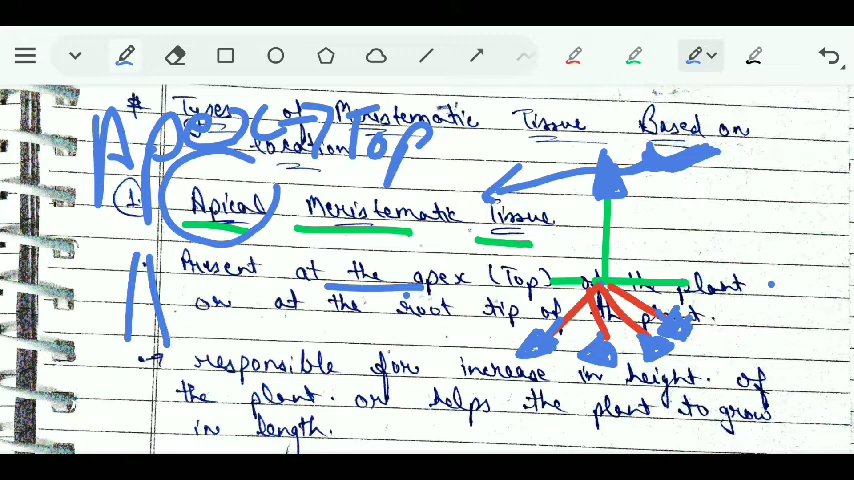 * Types of Meristematic Tissue Based on
location
Apex → Top
1. Apical Meristematic Tissue
Present at the apex (Top) of the plant
or at the root tip of the plant.
→ responsible for increase in height. of
the plant. or helps the plant to grow
in length.